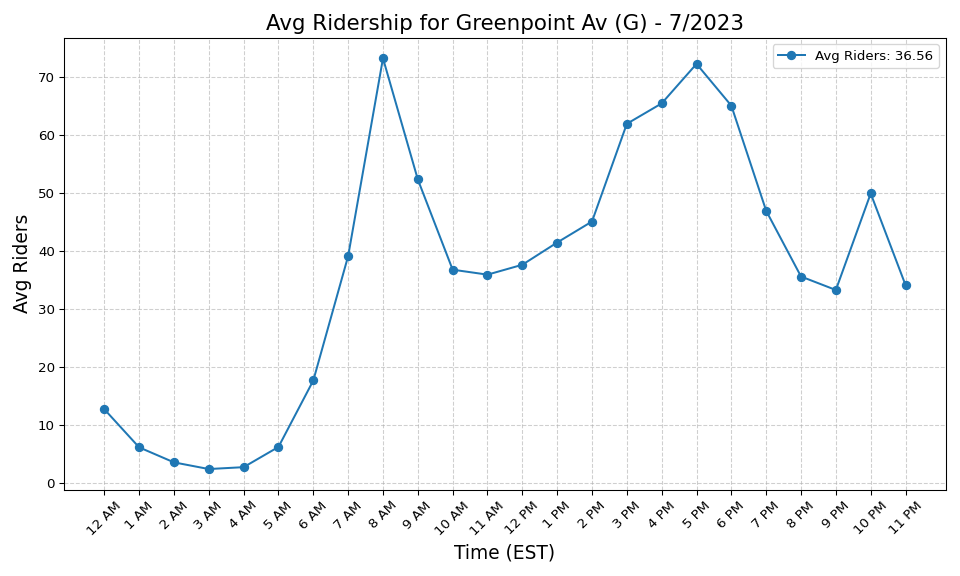 Avg Ridership for Greenpoint Av (G) - 7/2023
Avg Riders: 36.56
Avg Riders
70
60
50
40
30
20
10
0
12 AM
1 AM
2 AM
3 AM
4 AM
5 AM
6 AM
7 AM
8 AM
9 AM
10 AM
11 AM
12 PM
1 PM
2 PM
3 PM
4 PM
5 PM
6 PM
7 PM
8 PM
9 PM
10 PM
11 PM
Time (EST)